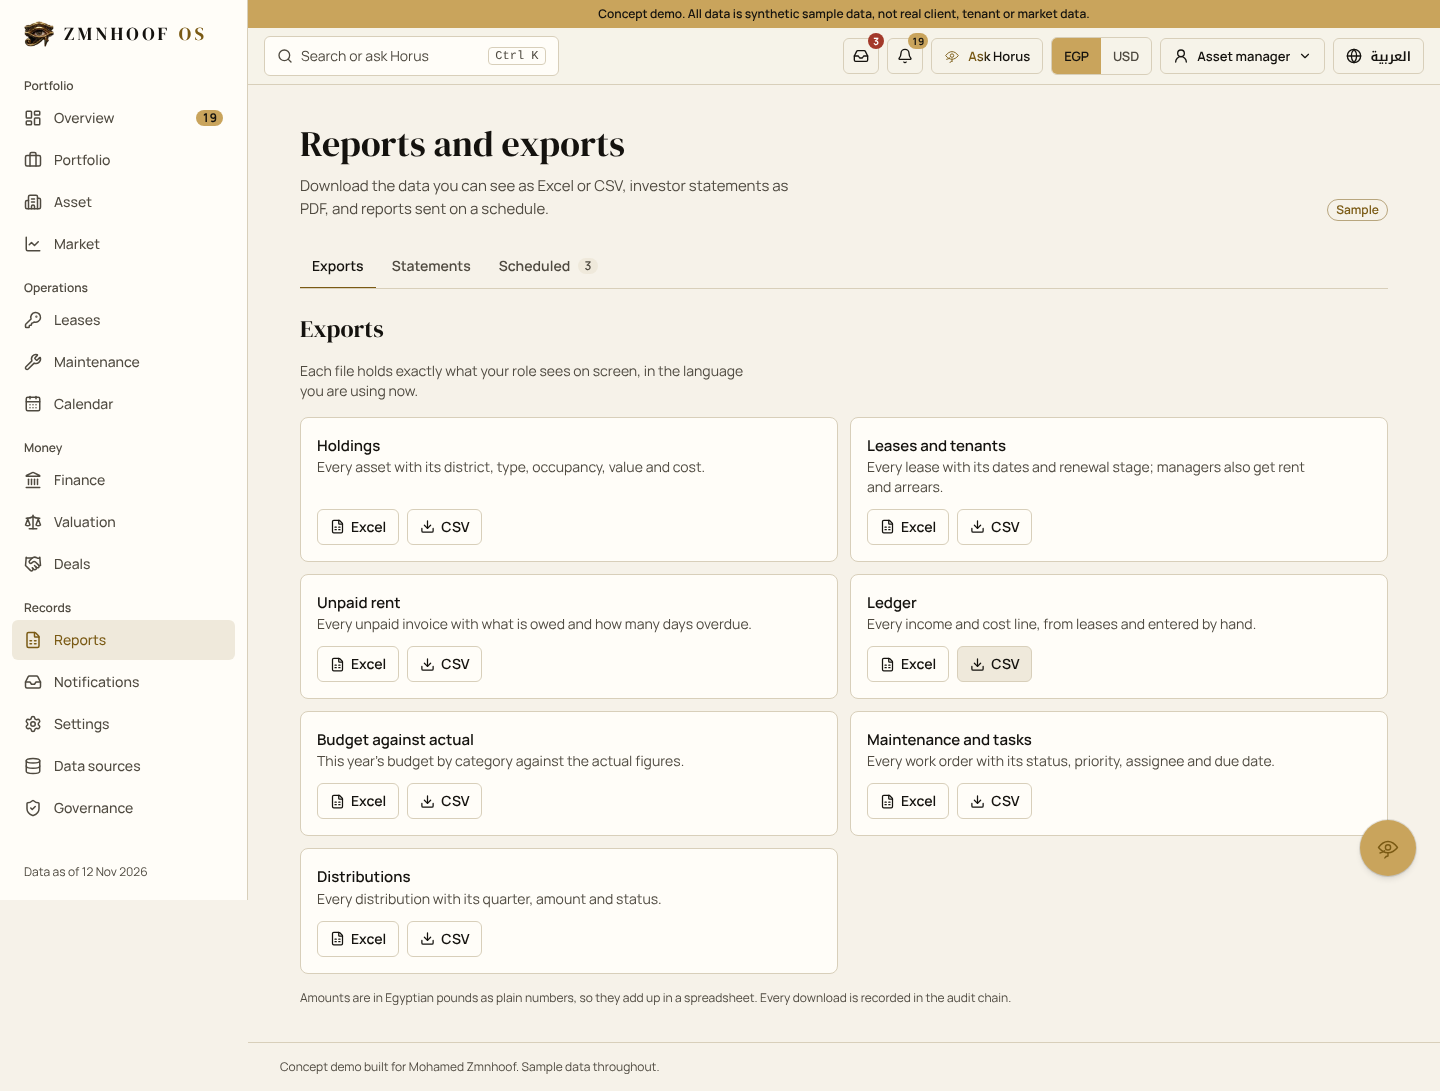 ZMNHOOF OS
Portfolio
Overview 19
Portfolio
Asset
Market
Operations
Leases
Maintenance
Calendar
Money
Finance
Valuation
Deals
Records
Reports
Notifications
Settings
Data sources
Governance
Data as of 12 Nov 2026
Concept demo. All data is synthetic sample data, not real client, tenant or market data.
Search or ask Horus Ctrl K 3 19 Ask Horus EGP USD Asset manager العربية
Reports and exports
Download the data you can see as Excel or CSV, investor statements as
PDF, and reports sent on a schedule.
Sample
Exports Statements Scheduled 3
Exports
Each file holds exactly what your role sees on screen, in the language
you are using now.
Holdings
Every asset with its district, type, occupancy, value and cost.
Excel CSV
Leases and tenants
Every lease with its dates and renewal stage; managers also get rent
and arrears.
Excel CSV
Unpaid rent
Every unpaid invoice with what is owed and how many days overdue.
Excel CSV
Ledger
Every income and cost line, from leases and entered by hand.
Excel CSV
Budget against actual
This year's budget by category against the actual figures.
Excel CSV
Maintenance and tasks
Every work order with its status, priority, assignee and due date.
Excel CSV
Distributions
Every distribution with its quarter, amount and status.
Excel CSV
Amounts are in Egyptian pounds as plain numbers, so they add up in a spreadsheet. Every download is recorded in the audit chain.
Concept demo built for Mohamed Zmnhoof. Sample data throughout.